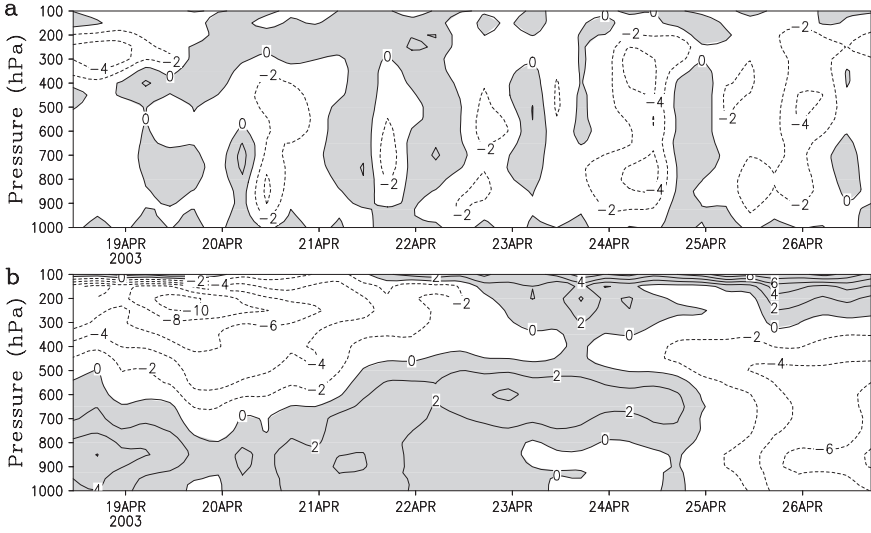 a
Pressure (hPa)
100
200
300
400
500
600
700
800
900
1000
0 0
−2 −2
−4 −2 0 0 0
0 −2
−4
0 0 −2 −4
−2
−2 −4
−2 0
−2 −2 −2 −2
19APR 20APR 21APR 22APR 23APR 24APR 25APR 26APR
2003
b
Pressure (hPa)
100
200
300
400
500
600
700
800
900
1000
0 −2 −4 2 4 6
−2 4
−10 2
−8 −6 2 0
−4 0 0 −2
−4 0 −4
0 −2 2
−2 2 2
0
2 0 −6
0
4
19APR 20APR 21APR 22APR 23APR 24APR 25APR 26APR
2003